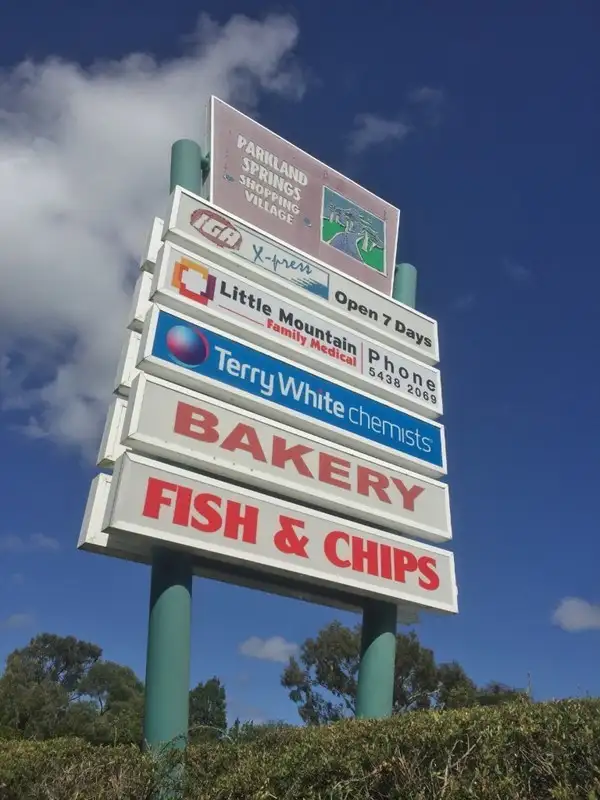 PARKLAND
SPRINGS
SHOPPING
VILLAGE
IGA X-press Open 7 Days
Little Mountain
Family Medical
Phone
5438 2069
TerryWhite chemists
BAKERY
FISH & CHIPS